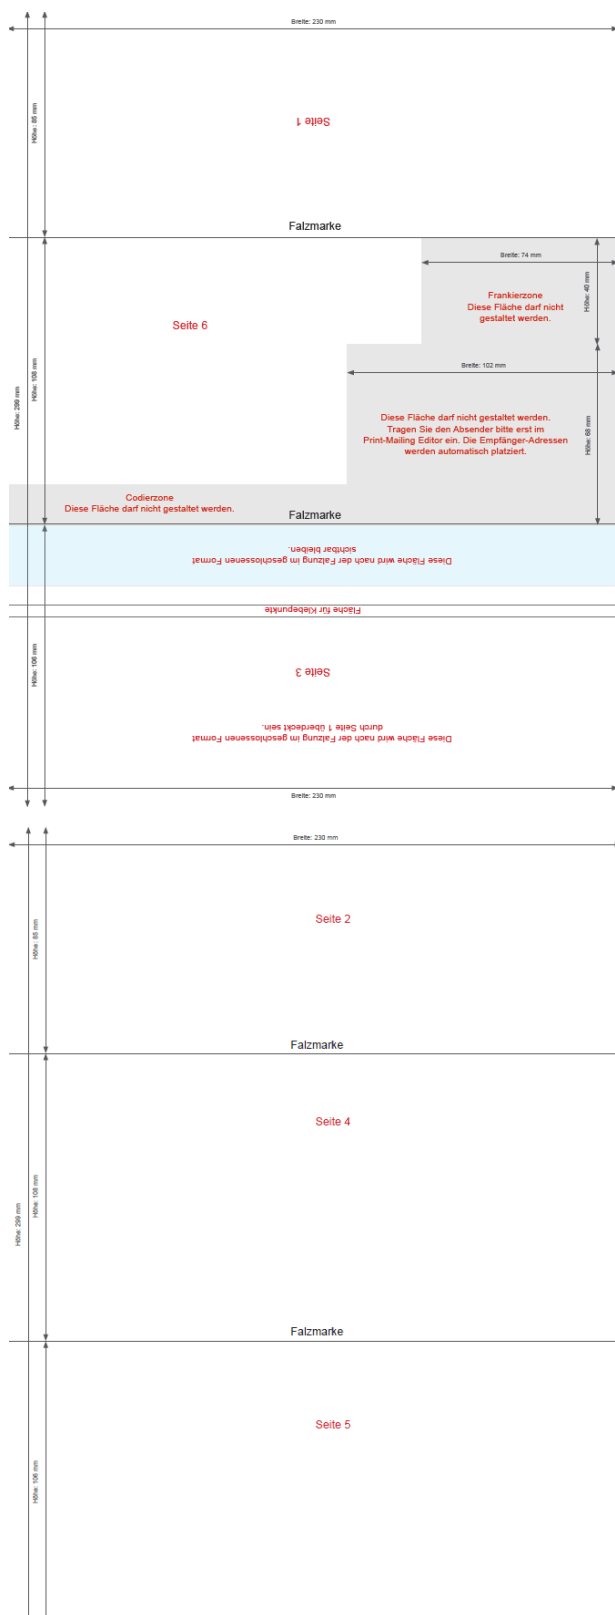 Breite: 230 mm
Höhe: 85 mm
Seite 1
Falzmarke
Breite: 74 mm
Höhe: 40 mm
Frankierzone
Diese Fläche darf nicht
gestaltet werden.
Seite 6
Höhe: 108 mm
Höhe: 299 mm
Breite: 102 mm
Höhe: 68 mm
Diese Fläche darf nicht gestaltet werden.
Tragen Sie den Absender bitte erst im
Print-Mailing Editor ein. Die Empfänger-Adressen
werden automatisch platziert.
Codierzone
Diese Fläche darf nicht gestaltet werden.
Falzmarke
Diese Fläche wird nach der Falzung im geschlossenen Format
sichtbar bleiben.
Fläche für Klebepunkte
Höhe: 106 mm
Seite 3
Diese Fläche wird nach der Falzung im geschlossenen Format
durch Seite 1 überdeckt sein.
Breite: 230 mm
Breite: 230 mm
Höhe: 85 mm
Seite 2
Falzmarke
Seite 4
Höhe: 108 mm
Höhe: 299 mm
Falzmarke
Seite 5
Höhe: 106 mm